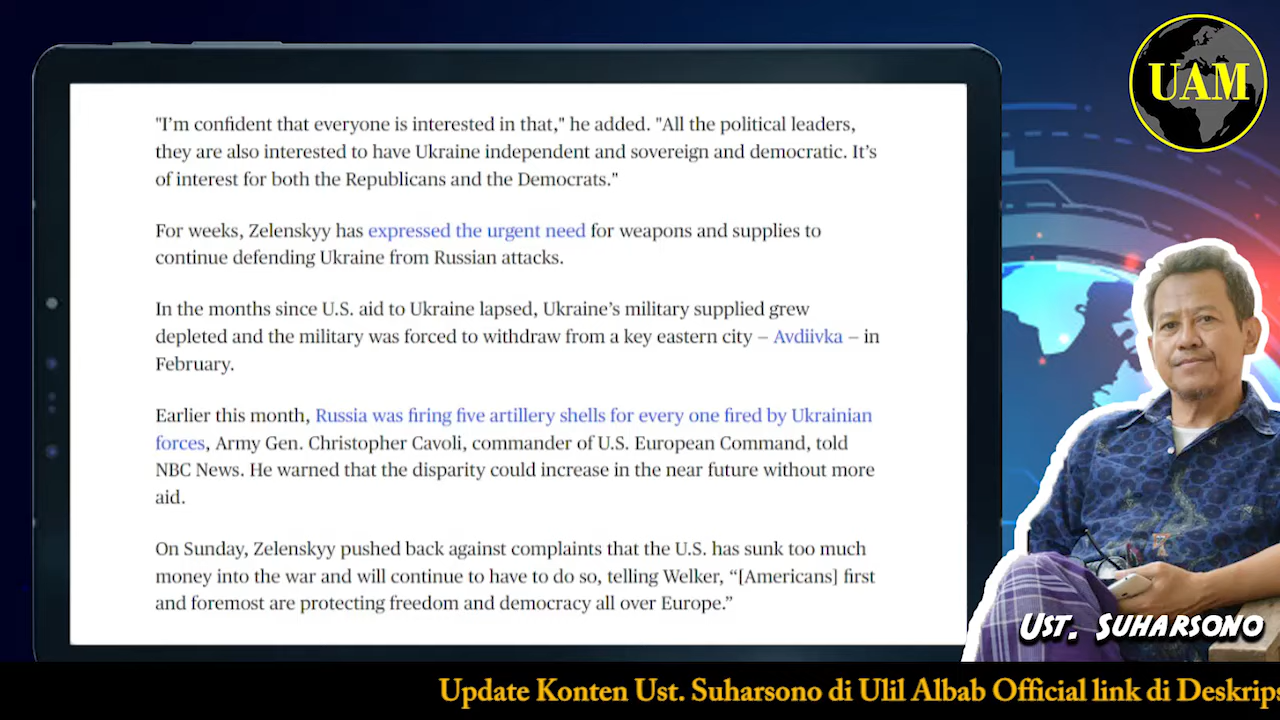 "I'm confident that everyone is interested in that," he added. "All the political leaders,
they are also interested to have Ukraine independent and sovereign and democratic. It's
of interest for both the Republicans and the Democrats."
For weeks, Zelenskyy has expressed the urgent need for weapons and supplies to
continue defending Ukraine from Russian attacks.
In the months since U.S. aid to Ukraine lapsed, Ukraine's military supplied grew
depleted and the military was forced to withdraw from a key eastern city – Avdiivka – in
February.
Earlier this month, Russia was firing five artillery shells for every one fired by Ukrainian
forces, Army Gen. Christopher Cavoli, commander of U.S. European Command, told
NBC News. He warned that the disparity could increase in the near future without more
aid.
On Sunday, Zelenskyy pushed back against complaints that the U.S. has sunk too much
money into the war and will continue to have to do so, telling Welker, “[Americans] first
and foremost are protecting freedom and democracy all over Europe.”
UAM
Ust. Suharsono
Update Konten Ust. Suharsono di Ulil Albab Official link di Deskrips